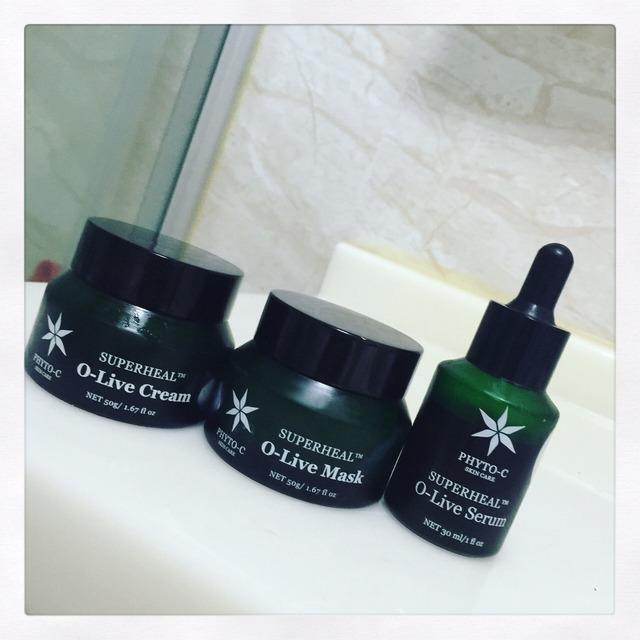 PHYTO-C
SKIN CARE
SUPERHEAL™
O-Live Cream
NET 50g/ 1.67 fl oz
PHYTO-C
SKIN CARE
SUPERHEAL™
O-Live Mask
NET 50g/ 1.67 fl oz
PHYTO-C
SKIN CARE
SUPERHEAL™
O-Live Serum
NET 30 ml/1 fl oz